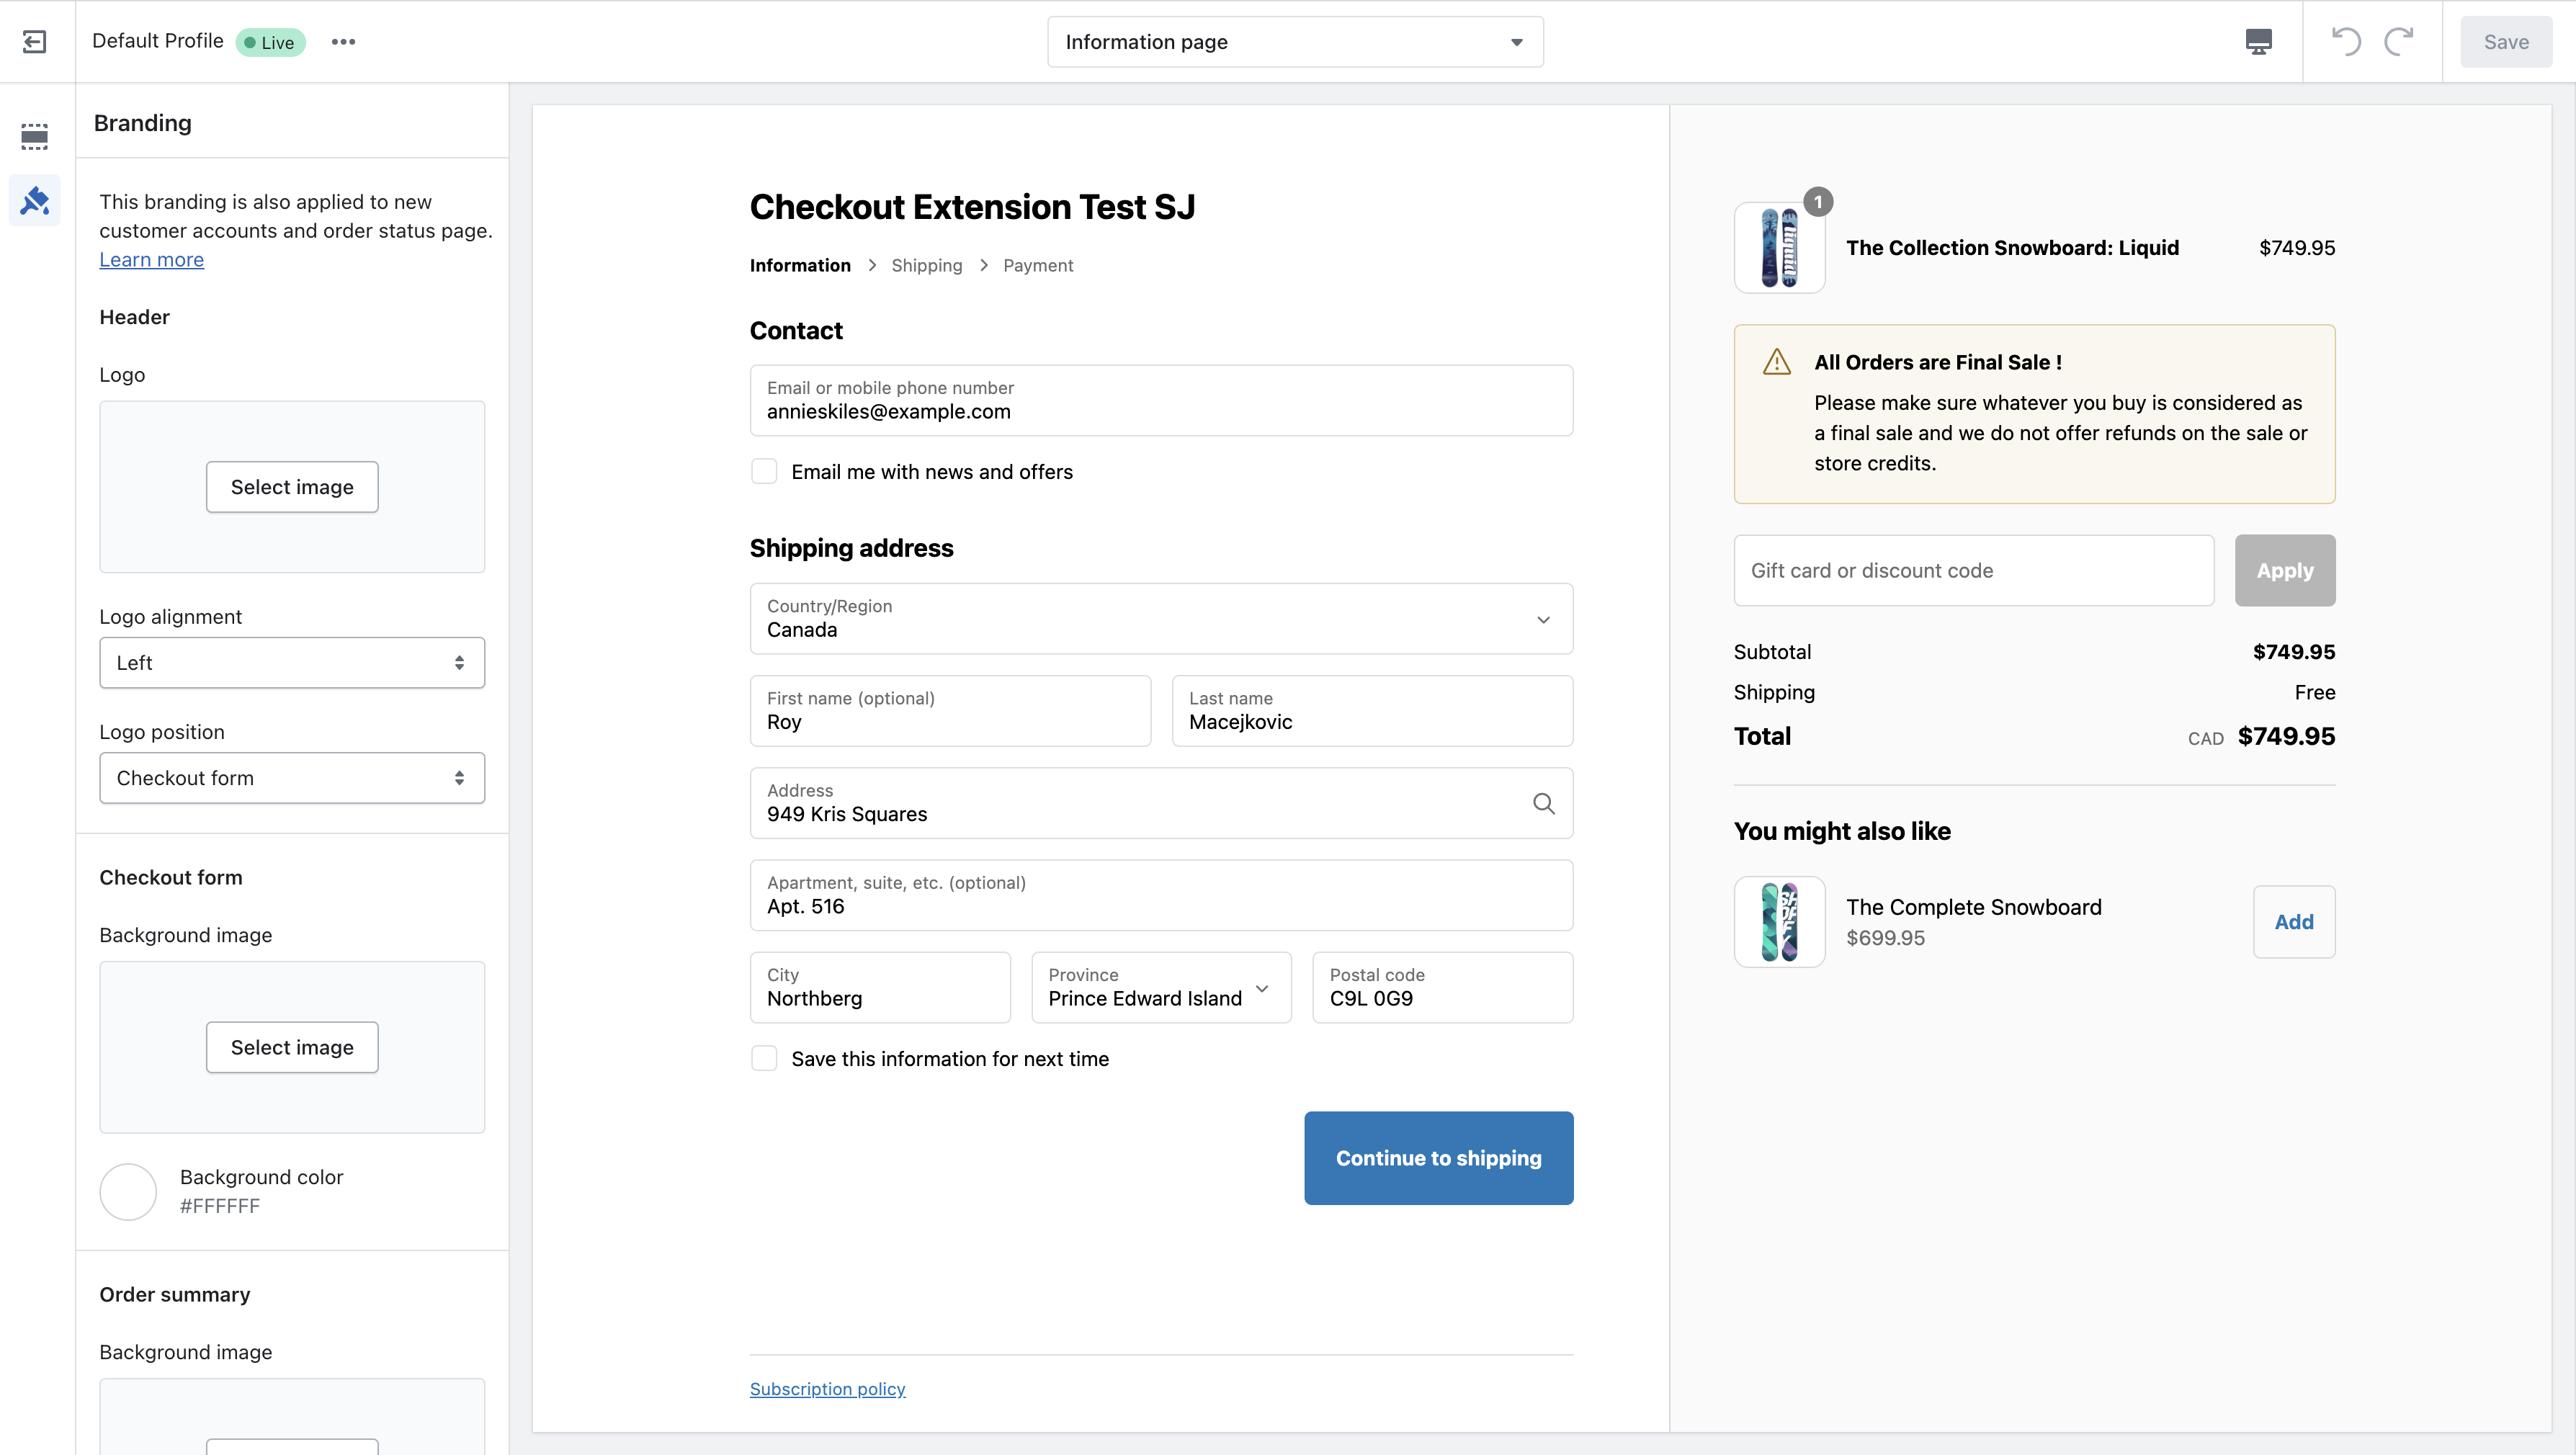 Default Profile
Live
Information page
Save
Branding
This branding is also applied to new
customer accounts and order status page.
Learn more
Header
Logo
Select image
Logo alignment
Left
Logo position
Checkout form
Checkout form
Background image
Select image
Background color
#FFFFFF
Order summary
Background image
Checkout Extension Test SJ
Information > Shipping > Payment
Contact
Email or mobile phone number
annieskiles@example.com
Email me with news and offers
Shipping address
Country/Region
Canada
First name (optional)
Roy
Last name
Macejkovic
Address
949 Kris Squares
Apartment, suite, etc. (optional)
Apt. 516
City
Northberg
Province
Prince Edward Island
Postal code
C9L 0G9
Save this information for next time
Continue to shipping
Subscription policy
1
liquid
The Collection Snowboard: Liquid
$749.95
All Orders are Final Sale !
Please make sure whatever you buy is considered as
a final sale and we do not offer refunds on the sale or
store credits.
Gift card or discount code
Apply
Subtotal $749.95
Shipping Free
Total CAD $749.95
You might also like
The Complete Snowboard
$699.95
Add